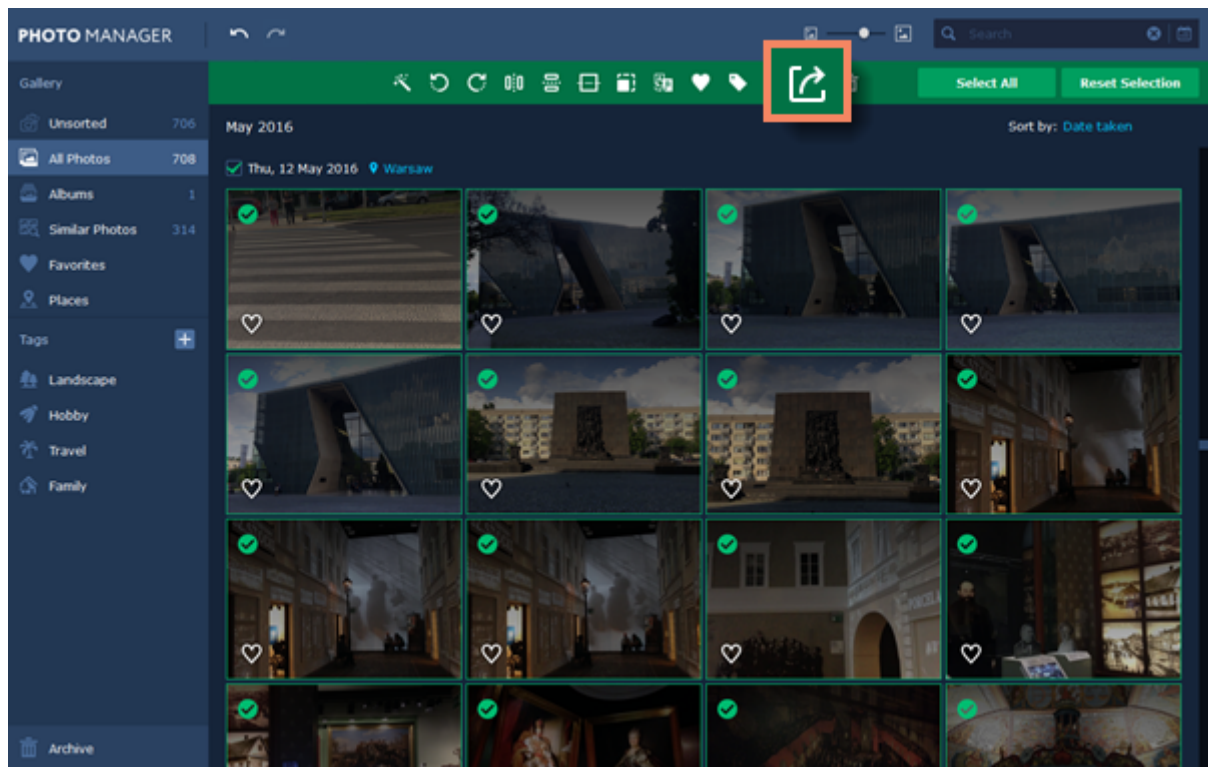 PHOTO MANAGER
Search
Gallery
Select All
Reset Selection
Unsorted 706
May 2016
Sort by: Date taken
All Photos 708
Thu, 12 May 2016 Warsaw
Albums 1
Similar Photos 314
Favorites
Places
Tags
Landscape
Hobby
Travel
Family
Archive